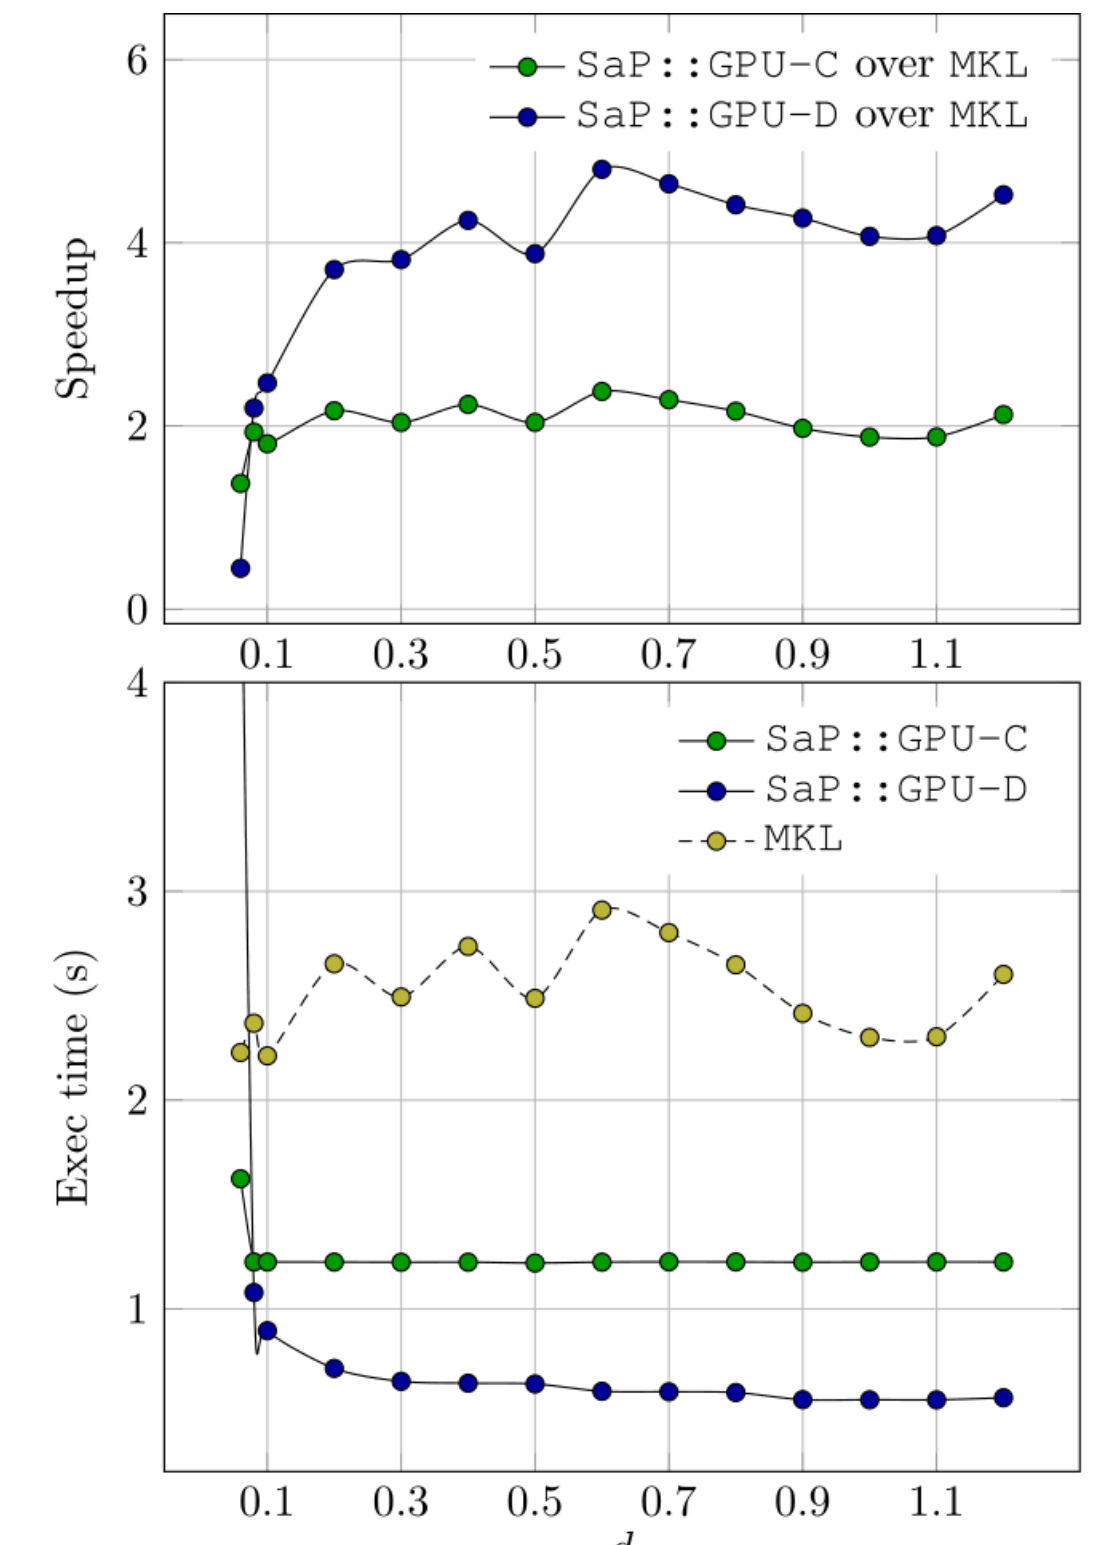 6
SaP::GPU-C over MKL
SaP::GPU-D over MKL
4
Speedup
2
0
0.1 0.3 0.5 0.7 0.9 1.1
4
SaP::GPU-C
SaP::GPU-D
MKL
3
Exec time (s)
2
1
0.1 0.3 0.5 0.7 0.9 1.1
d